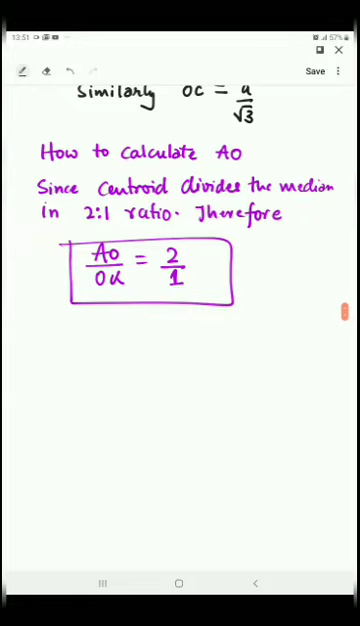 13:51
57%
Save
Similarly OC = a
√3
How to calculate AO
Since Centroid divides the median
in 2:1 ratio. Therefore
AO = 2
OX 1